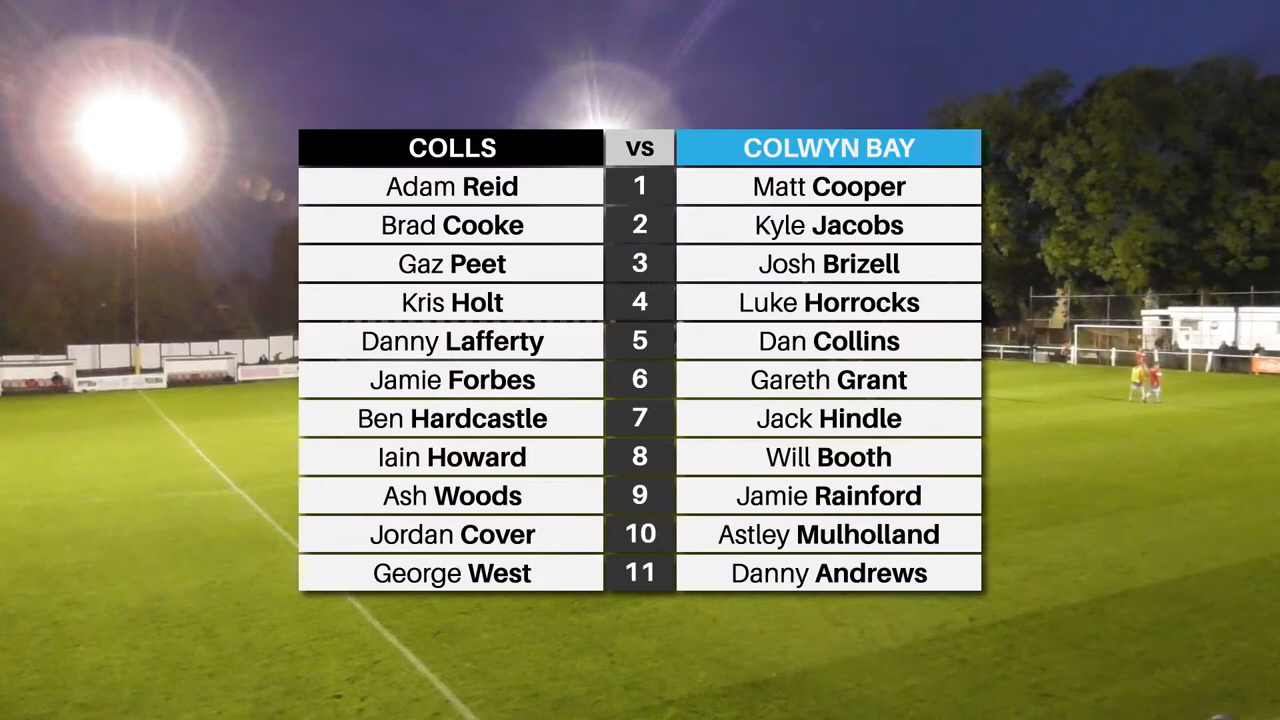 COLLS vs COLWYN BAY
Adam Reid 1 Matt Cooper
Brad Cooke 2 Kyle Jacobs
Gaz Peet 3 Josh Brizell
Kris Holt 4 Luke Horrocks
Danny Lafferty 5 Dan Collins
Jamie Forbes 6 Gareth Grant
Ben Hardcastle 7 Jack Hindle
Iain Howard 8 Will Booth
Ash Woods 9 Jamie Rainford
Jordan Cover 10 Astley Mulholland
George West 11 Danny Andrews